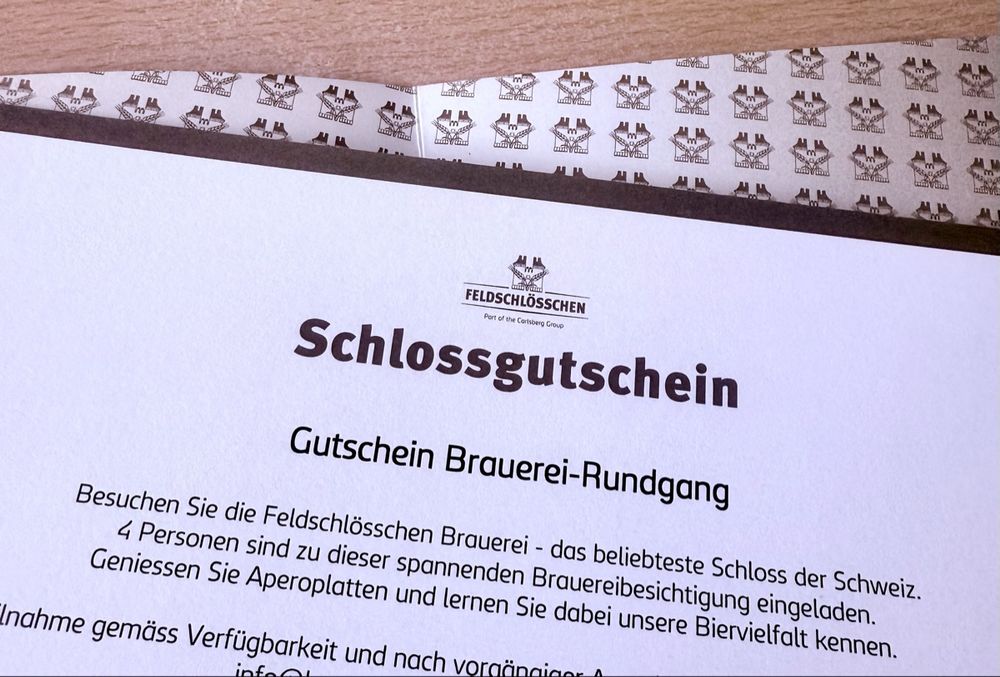 FELDSCHLÖSSCHEN
Part of the Carlsberg Group
Schlossgutschein
Gutschein Brauerei-Rundgang
Besuchen Sie die Feldschlösschen Brauerei - das beliebteste Schloss der Schweiz.
4 Personen sind zu dieser spannenden Brauereibesichtigung eingeladen.
Geniessen Sie Aperoplatten und lernen Sie dabei unsere Biervielfalt kennen.
gemäss Verfügbarkeit und nach vorgängiger